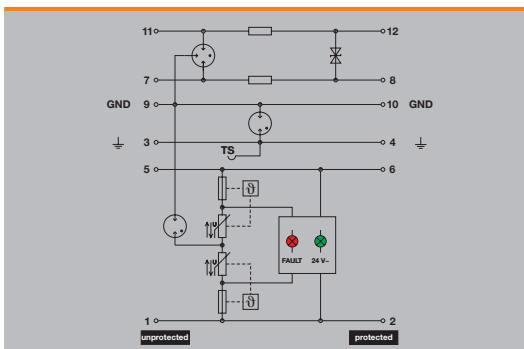 11 12
7 8
GND 9 10 GND
3 4
TS
5 6
ϑ
U
FAULT 24 V~
U
ϑ
1 2
unprotected protected